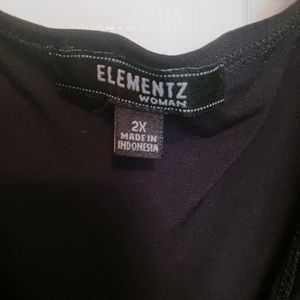 ELEMENTZ
WOMAN
2X
MADE IN
INDONESIA